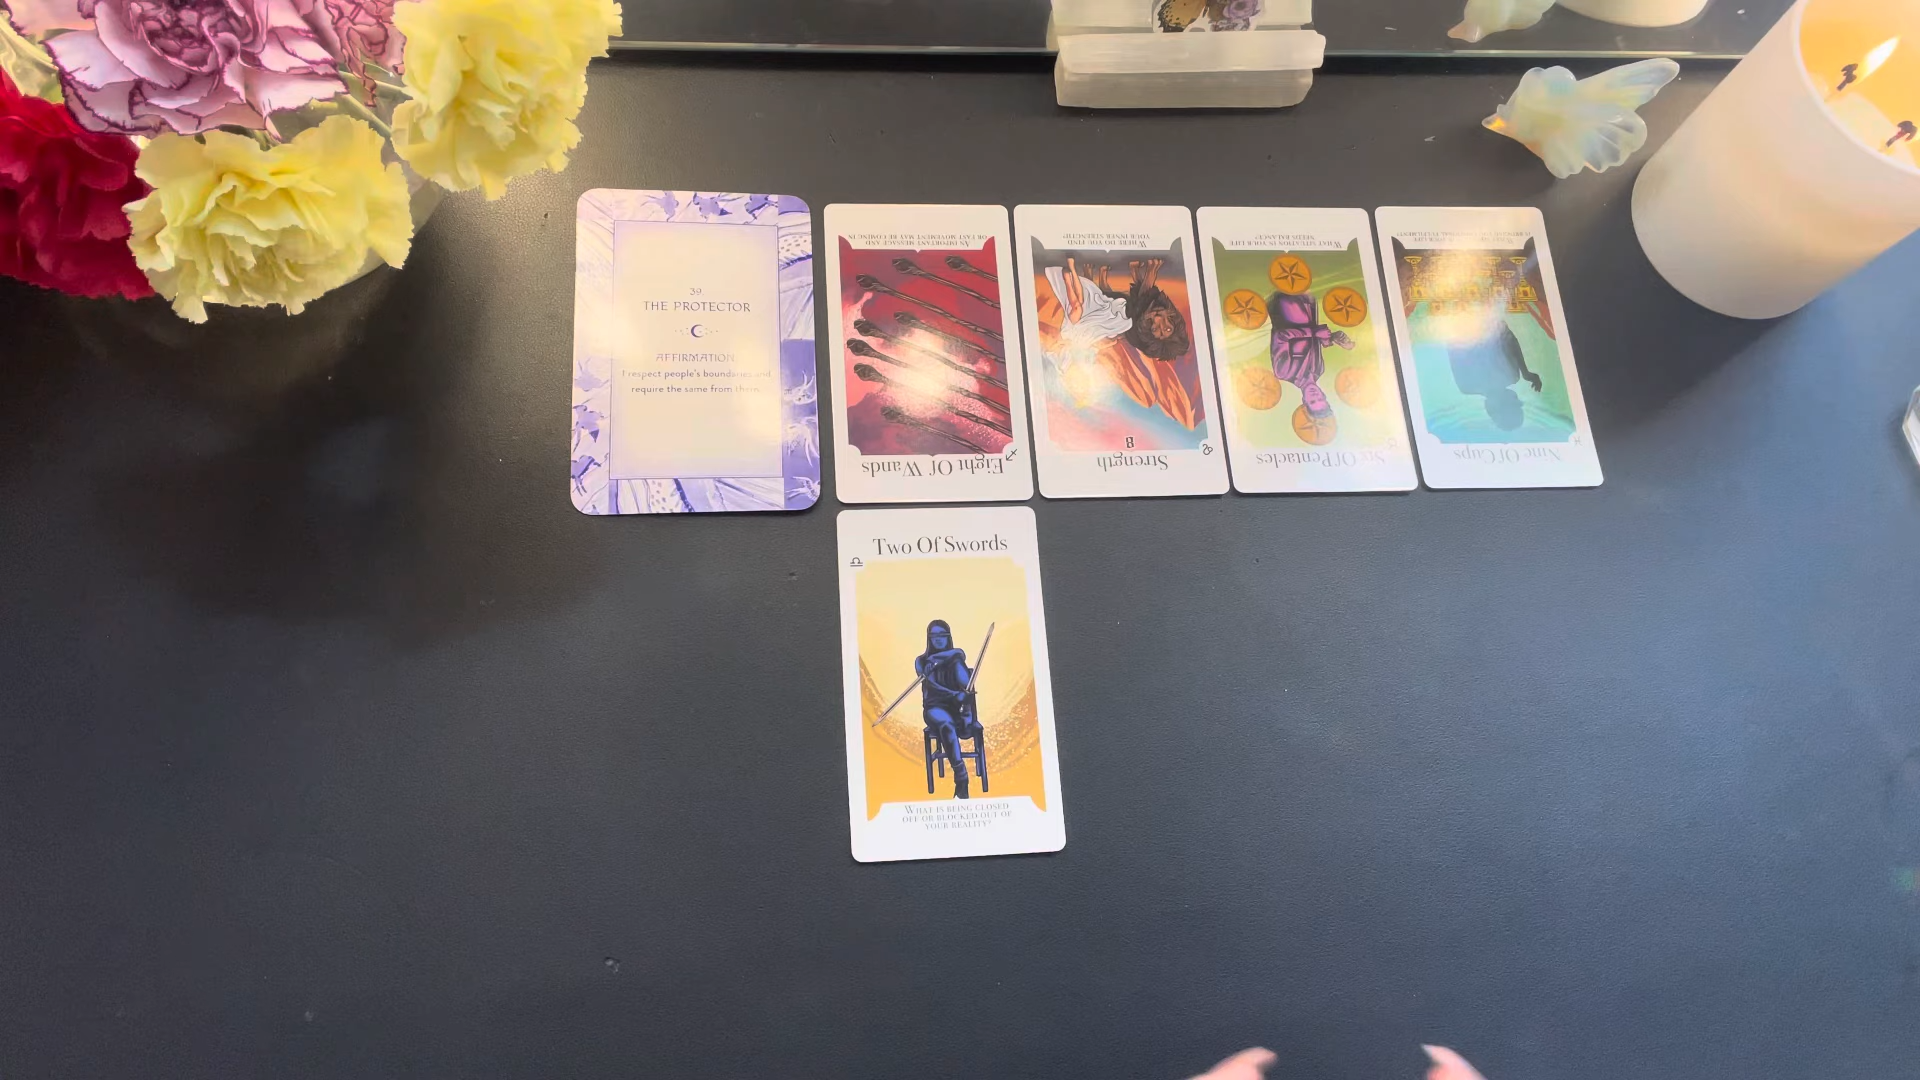 39.
THE PROTECTOR
AFFIRMATION
I respect people's boundaries and
require the same from them.
AN IMPORTANT MESSAGE AND
OR FAST MOVEMENT MAY BE COMING IN
Eight Of Wands
WHERE DO YOU FIND
YOUR INNER STRENGTH?
8
Strength
WHAT SITUATION IN YOUR LIFE
NEEDS BALANCE?
Six Of Pentacles
Nine Of Cups
Two Of Swords
WHAT IS BEING CLOSED
OFF OR BLOCKED OUT OF
YOUR REALITY?